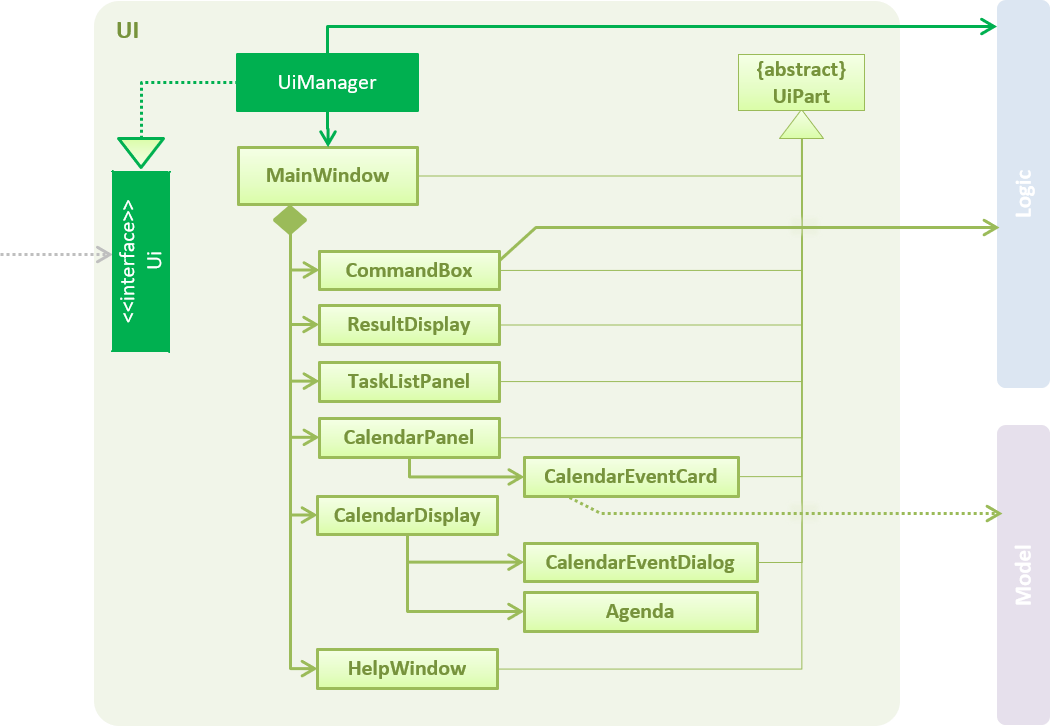 UI
UiManager
{abstract}
UiPart
MainWindow
<<interface>>
Ui
CommandBox
ResultDisplay
TaskListPanel
CalendarPanel
CalendarEventCard
CalendarDisplay
CalendarEventDialog
Agenda
HelpWindow
Logic
Model